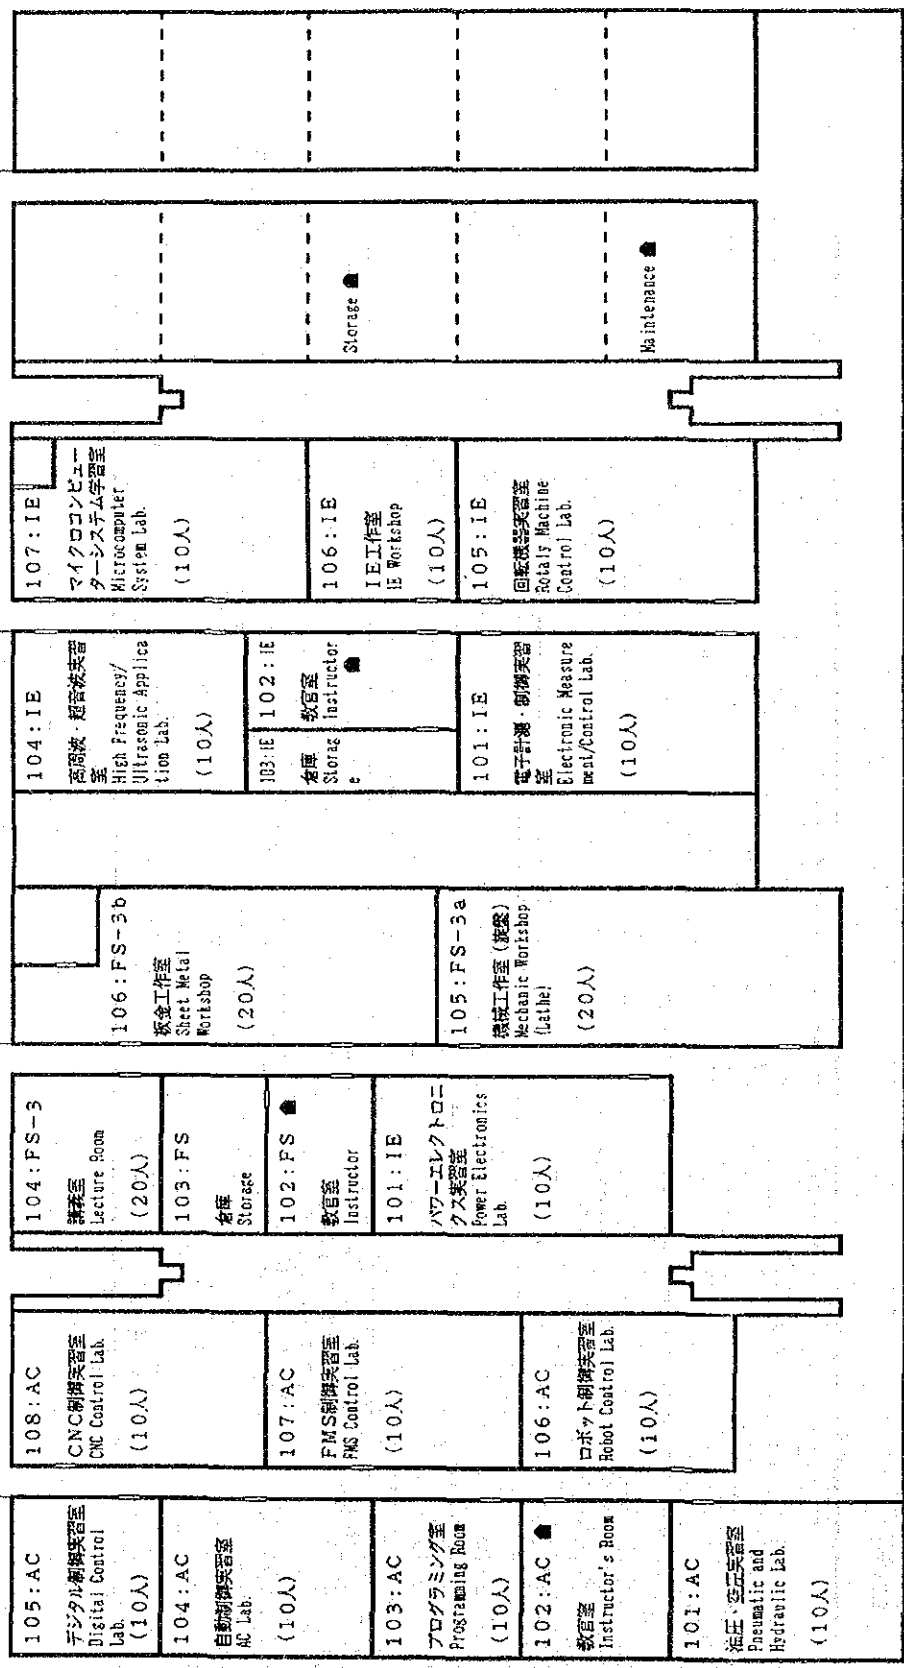 Storage
Maintenance
107:IE
マイクロコンピュー
ターシステム学習室
Microcomputer
System Lab.
(10人)
106:IE
IE工作室
IE Workshop
(10人)
105:IE
回転機器実習室
Rotaly Machine
Control Lab.
(10人)
104:IE
高周波・超音波実習
室
High Frequency/
Ultrasonic Applica
tion Lab.
(10人)
103:IE
倉庫
Storag
e
102:IE
教官室
Instructor
101:IE
電子計測・制御実習
室
Electronic Measure
ment/Control Lab.
(10人)
106:FS-3b
板金工作室
Sheet Metal
Workshop
(20人)
105:FS-3a
機械工作室(旋盤)
Mechanic Workshop
(Lathe)
(20人)
104:FS-3
講義室
Lecture Room
(20人)
103:FS
倉庫
Storage
102:FS
教官室
Instructor
101:IE
パワーエレクトロニ
クス実習室
Power Electronics
Lab.
(10人)
108:AC
CNC制御実習室
CNC Control Lab.
(10人)
107:AC
FMS制御実習室
FMS Control Lab.
(10人)
106:AC
ロボット制御実習室
Robot Control Lab.
(10人)
105:AC
デジタル制御実習室
Digital Control
Lab.
(10人)
104:AC
自動制御実習室
AC Lab.
(10人)
103:AC
プログラミング室
Programing Room
(10人)
102:AC
教官室
Instructor's Room
101:AC
油圧・空圧実習室
Pneumatic and
Hydraulic Lab.
(10人)